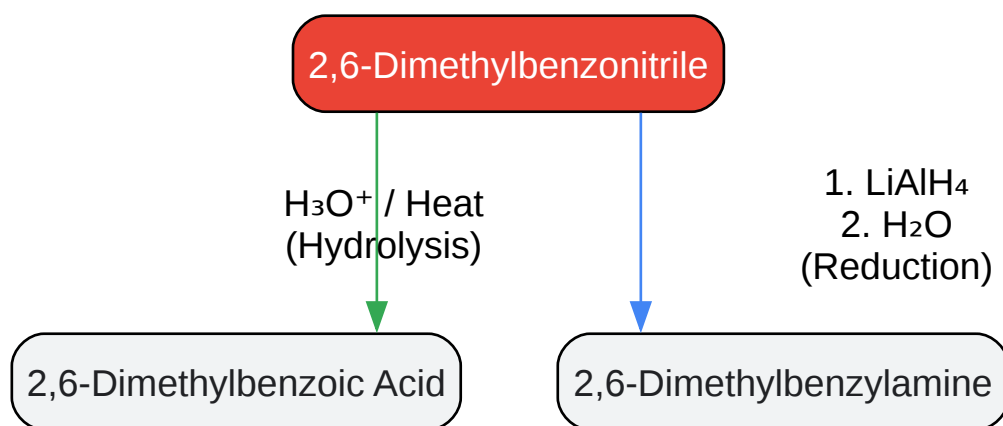 2,6-Dimethylbenzonitrile
H₃O⁺ / Heat
(Hydrolysis)
1. LiAlH₄
2. H₂O
(Reduction)
2,6-Dimethylbenzoic Acid
2,6-Dimethylbenzylamine